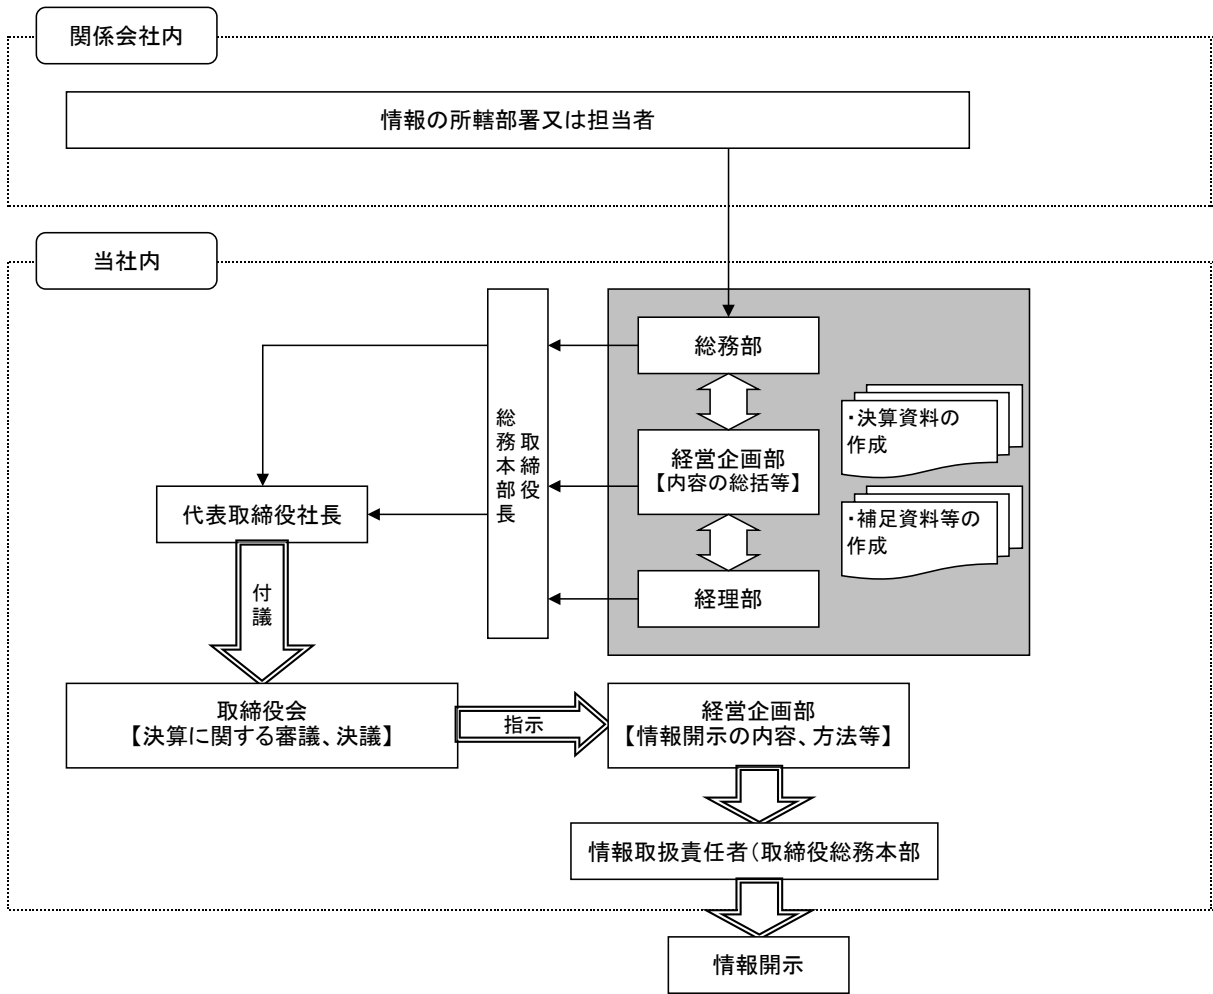 関係会社内
情報の所轄部署又は担当者
当社内
総務部
取締役
総務本部長
経営企画部
【内容の総括等】
・決算資料の
作成
・補足資料等の
作成
代表取締役社長
経理部
付議
取締役会
【決算に関する審議、決議】
指示
経営企画部
【情報開示の内容、方法等】
情報取扱責任者(取締役総務本部
情報開示